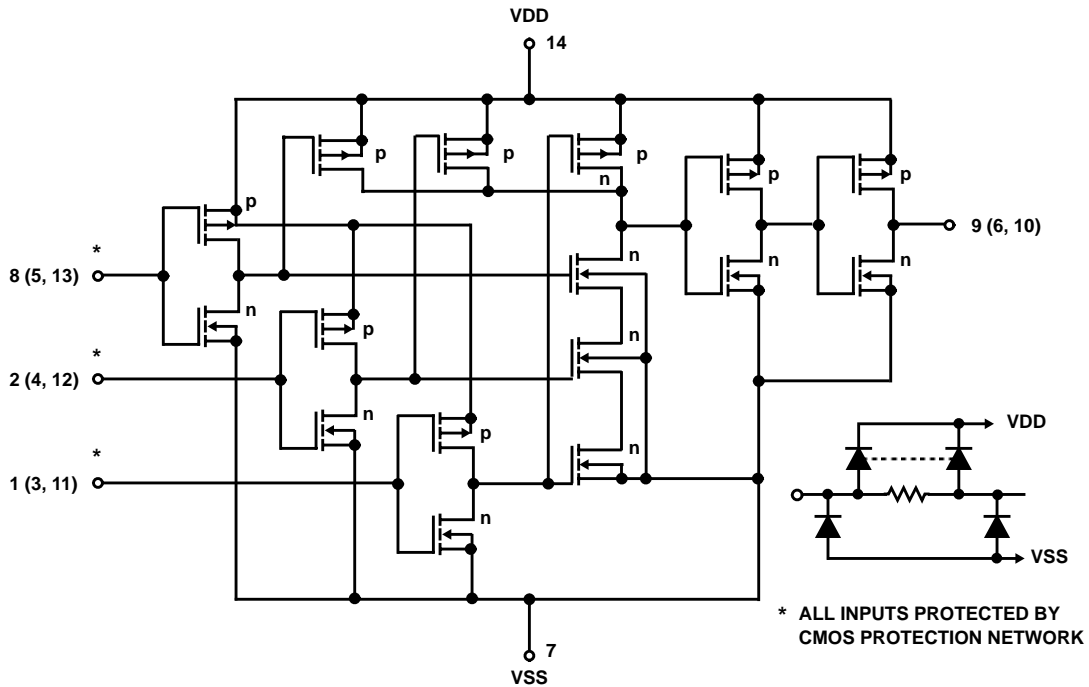 VDD
14
p
p
p
n
p
p
p
*
8 (5, 13)
n
n
n
9 (6, 10)
n
*
2 (4, 12)
p
n
n
*
1 (3, 11)
p
n
n
VDD
VSS
7
VSS
* ALL INPUTS PROTECTED BY
CMOS PROTECTION NETWORK